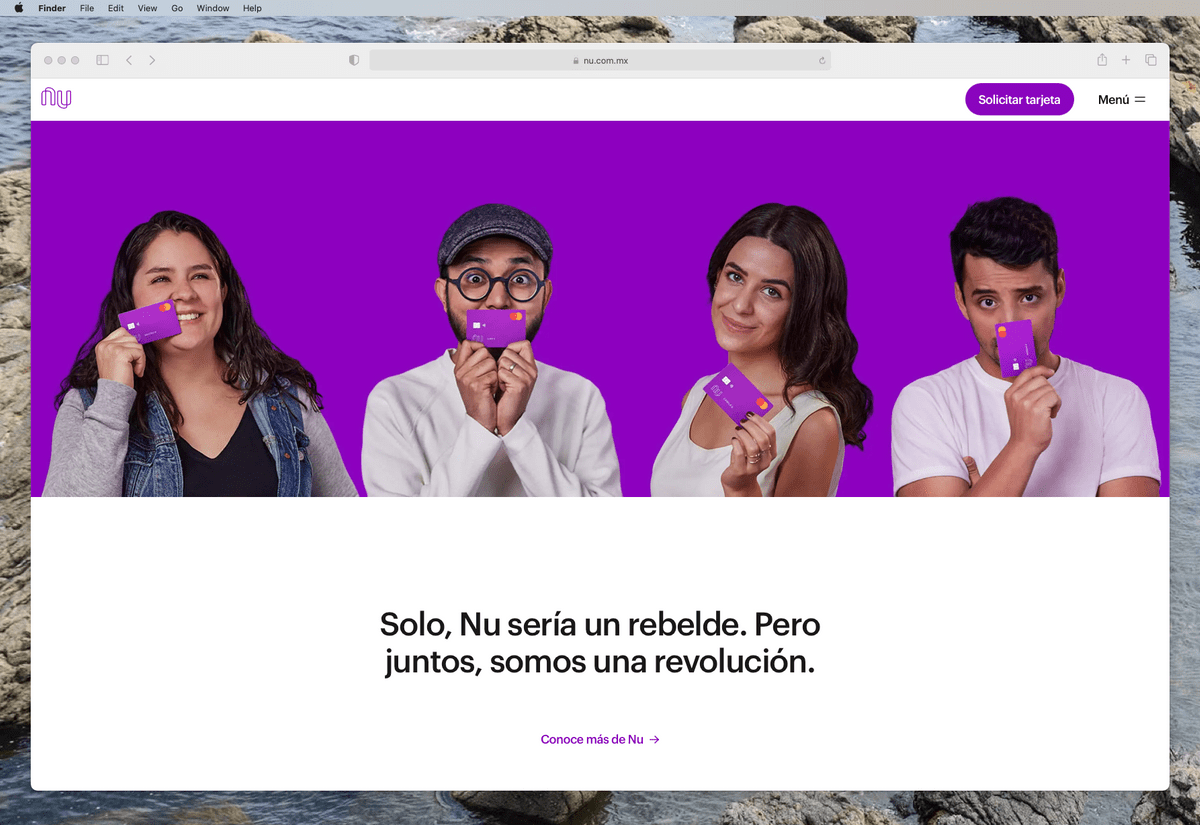 Finder File Edit View Go Window Help
nu.com.mx
nu
Solicitar tarjeta
Menú
Solo, Nu sería un rebelde. Pero
juntos, somos una revolución.
Conoce más de Nu →